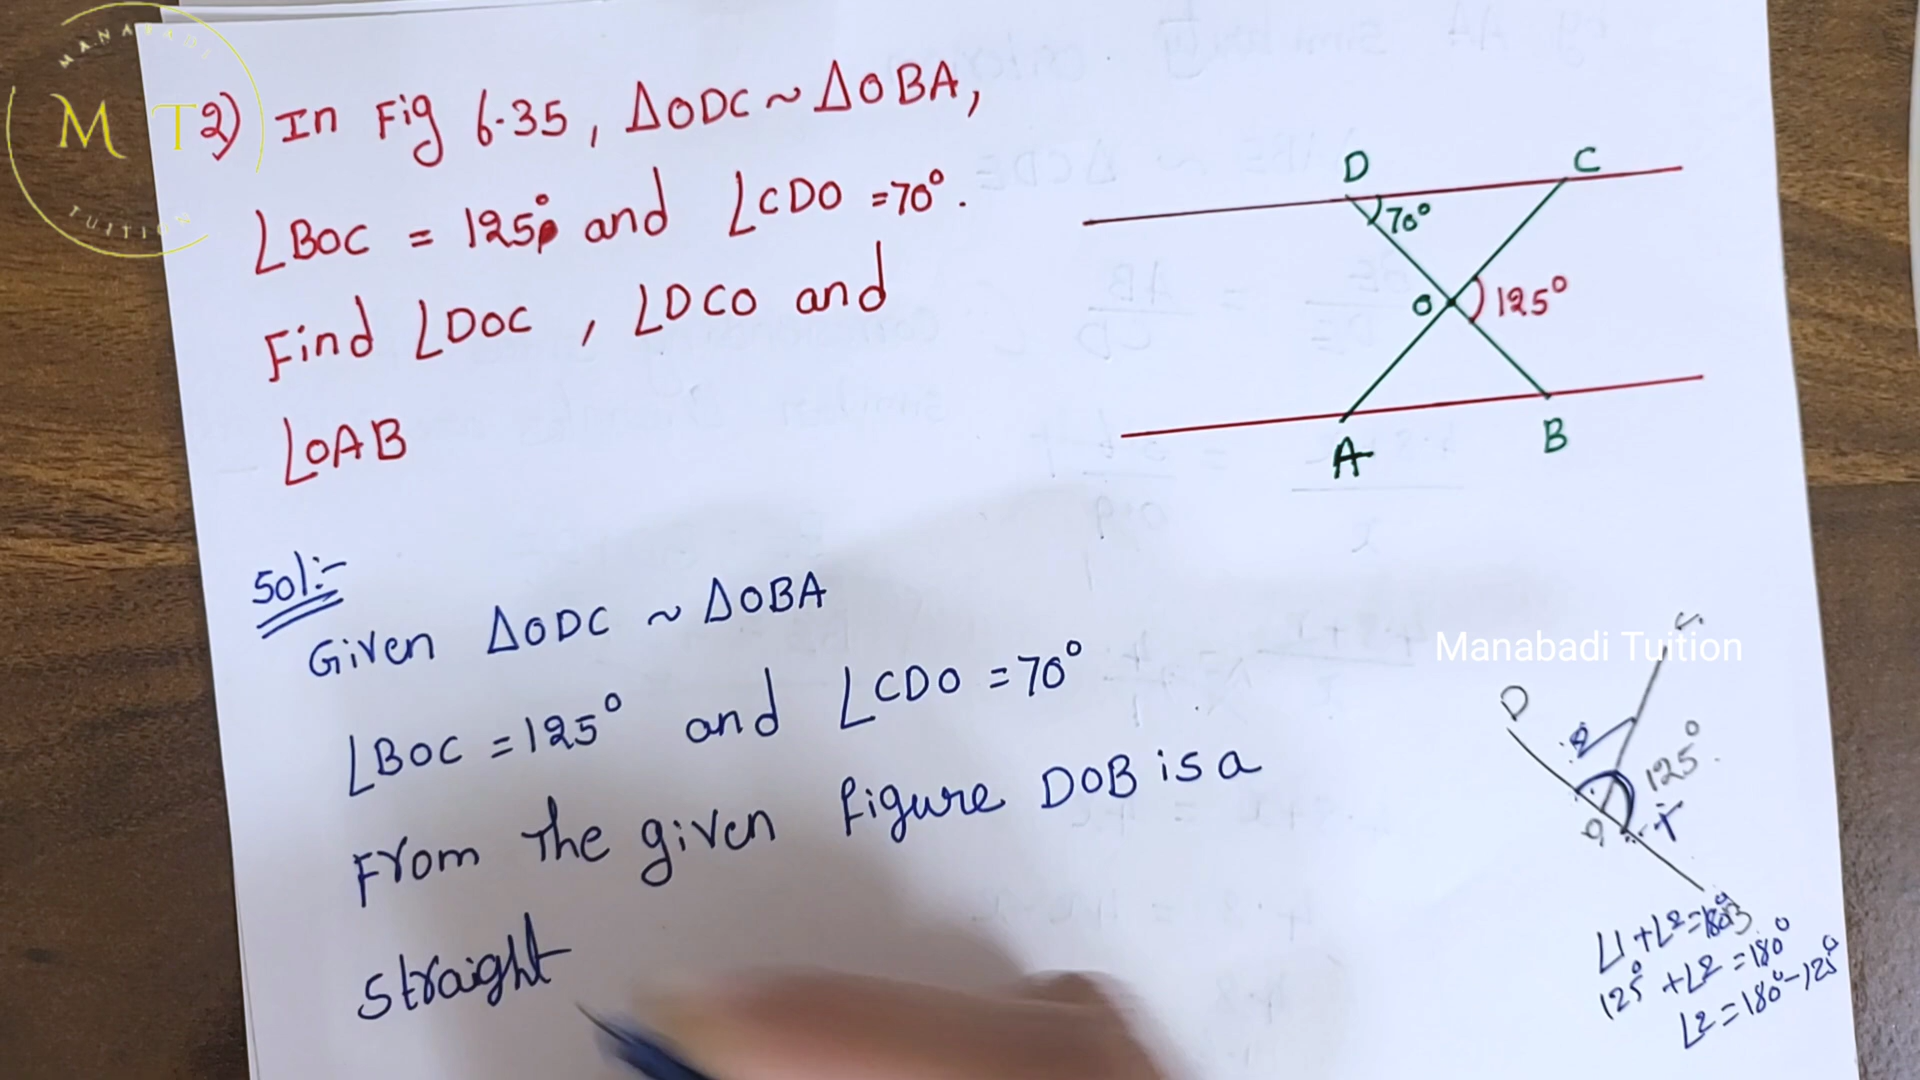 MANABADI
M T
TUITION
2) In Fig 6.35, ΔODC ~ ΔOBA,
∠BOC = 125° and ∠CDO = 70°.
Find ∠DOC , ∠DCO and
∠OAB
D C
70°
O 125°
A B
Sol:-
Given ΔODC ~ ΔOBA
∠BOC = 125° and ∠CDO = 70°
From the given figure DOB is a
straight
Manabadi Tuition
D
2
125°
O
∠1 + ∠2 = 180°
B
125° + ∠2 = 180°
∠2 = 180° - 125°